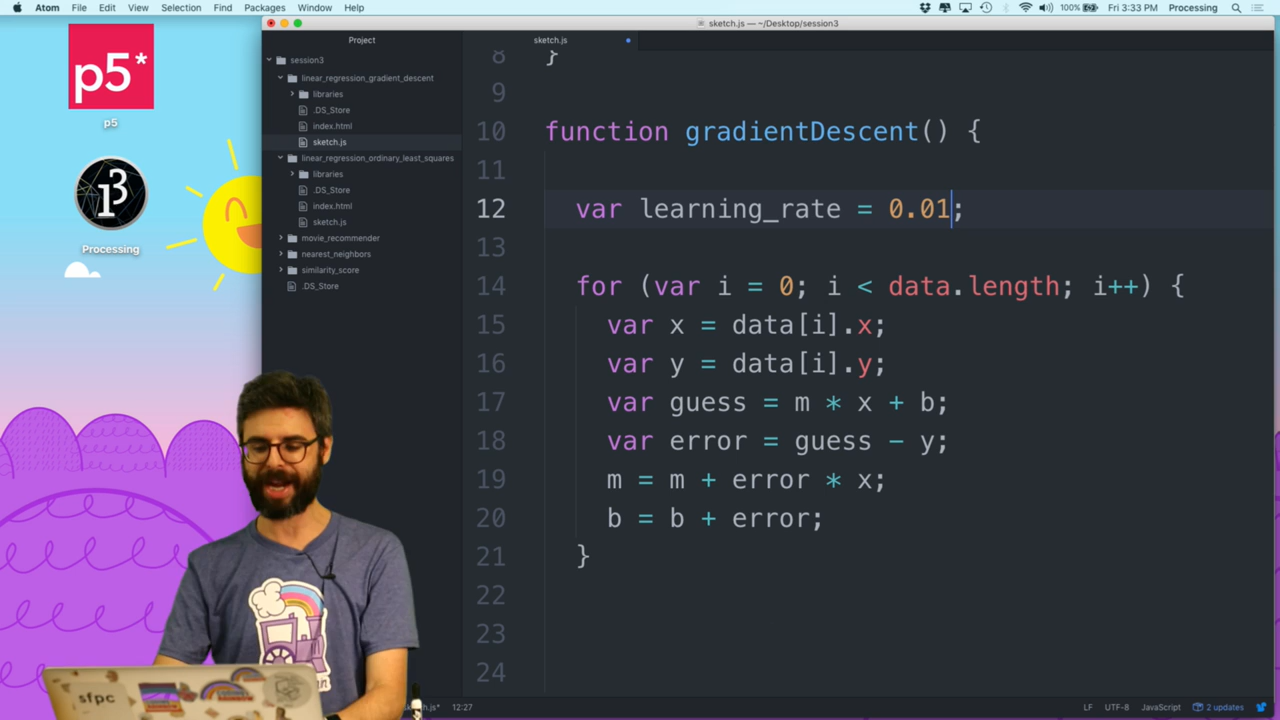 Atom File Edit View Selection Find Packages Window Help
100% Fri 3:33 PM Processing
sketch.js — ~/Desktop/session3
p5*
p5
Processing
Project
session3
linear_regression_gradient_descent
libraries
.DS_Store
index.html
sketch.js
linear_regression_ordinary_least_squares
libraries
.DS_Store
index.html
sketch.js
movie_recommender
nearest_neighbors
similarity_score
.DS_Store
sketch.js
8 }
9
10 function gradientDescent() {
11
12 var learning_rate = 0.01;
13
14 for (var i = 0; i < data.length; i++) {
15 var x = data[i].x;
16 var y = data[i].y;
17 var guess = m * x + b;
18 var error = guess - y;
19 m = m + error * x;
20 b = b + error;
21 }
22
23
24
sfpc
12:27
LF UTF-8 JavaScript 2 updates